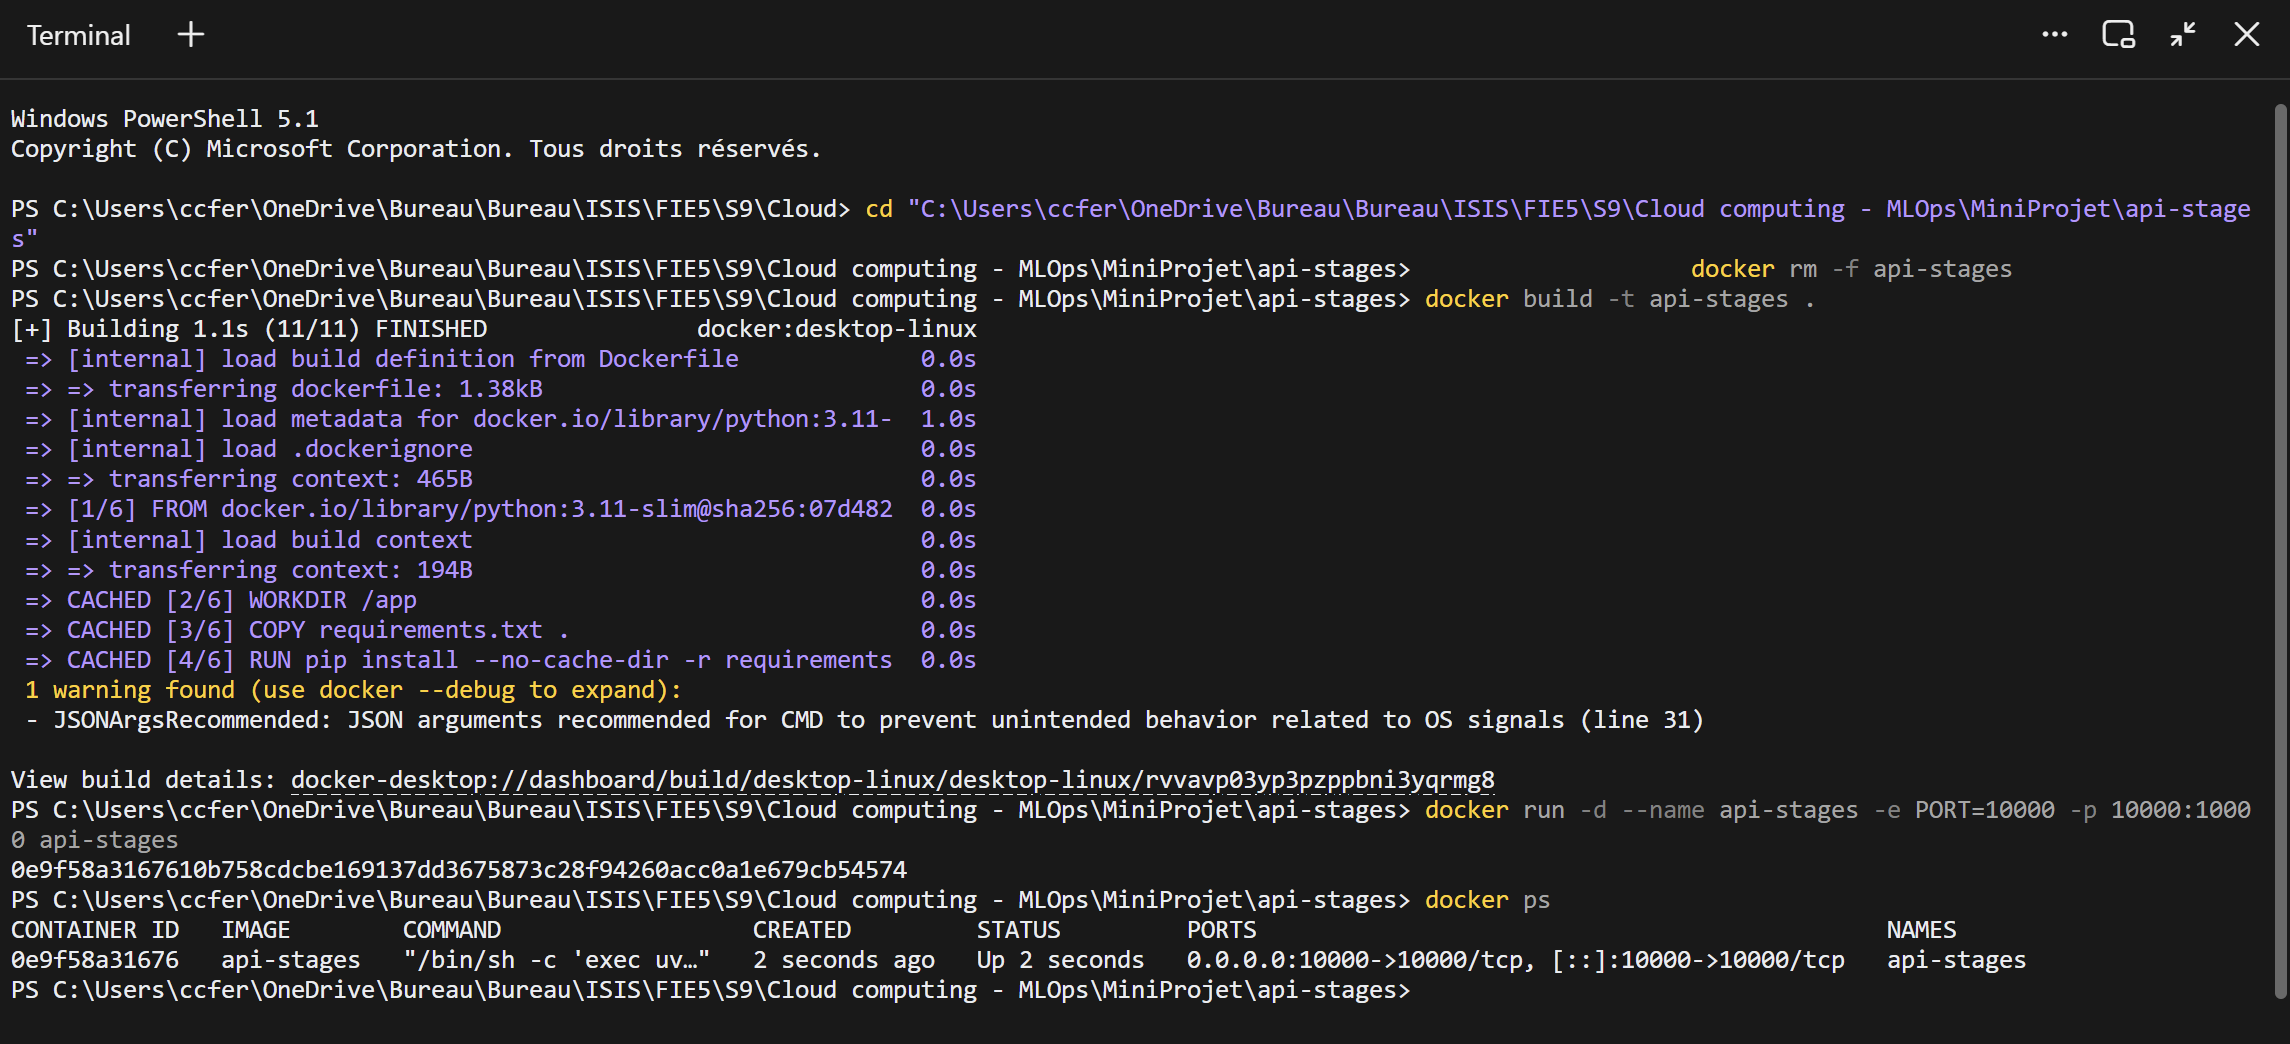 Terminal +
Windows PowerShell 5.1
Copyright (C) Microsoft Corporation. Tous droits réservés.
PS C:\Users\ccfer\OneDrive\Bureau\Bureau\ISIS\FIE5\S9\Cloud> cd "C:\Users\ccfer\OneDrive\Bureau\Bureau\ISIS\FIE5\S9\Cloud computing - MLOps\MiniProjet\api-stage
s"
PS C:\Users\ccfer\OneDrive\Bureau\Bureau\ISIS\FIE5\S9\Cloud computing - MLOps\MiniProjet\api-stages>                    docker rm -f api-stages
PS C:\Users\ccfer\OneDrive\Bureau\Bureau\ISIS\FIE5\S9\Cloud computing - MLOps\MiniProjet\api-stages> docker build -t api-stages .
[+] Building 1.1s (11/11) FINISHED               docker:desktop-linux
 => [internal] load build definition from Dockerfile             0.0s
 => => transferring dockerfile: 1.38kB                           0.0s
 => [internal] load metadata for docker.io/library/python:3.11-  1.0s
 => [internal] load .dockerignore                                0.0s
 => => transferring context: 465B                                0.0s
 => [1/6] FROM docker.io/library/python:3.11-slim@sha256:07d482  0.0s
 => [internal] load build context                                0.0s
 => => transferring context: 194B                                0.0s
 => CACHED [2/6] WORKDIR /app                                    0.0s
 => CACHED [3/6] COPY requirements.txt .                         0.0s
 => CACHED [4/6] RUN pip install --no-cache-dir -r requirements  0.0s
 1 warning found (use docker --debug to expand):
 - JSONArgsRecommended: JSON arguments recommended for CMD to prevent unintended behavior related to OS signals (line 31)
View build details: docker-desktop://dashboard/build/desktop-linux/desktop-linux/rvvavp03yp3pzppbni3yqrmg8
PS C:\Users\ccfer\OneDrive\Bureau\Bureau\ISIS\FIE5\S9\Cloud computing - MLOps\MiniProjet\api-stages> docker run -d --name api-stages -e PORT=10000 -p 10000:1000
0 api-stages
0e9f58a3167610b758cdcbe169137dd3675873c28f94260acc0a1e679cb54574
PS C:\Users\ccfer\OneDrive\Bureau\Bureau\ISIS\FIE5\S9\Cloud computing - MLOps\MiniProjet\api-stages> docker ps
CONTAINER ID   IMAGE        COMMAND                  CREATED         STATUS         PORTS                                             NAMES
0e9f58a31676   api-stages   "/bin/sh -c 'exec uv…"   2 seconds ago   Up 2 seconds   0.0.0.0:10000->10000/tcp, [::]:10000->10000/tcp   api-stages
PS C:\Users\ccfer\OneDrive\Bureau\Bureau\ISIS\FIE5\S9\Cloud computing - MLOps\MiniProjet\api-stages>